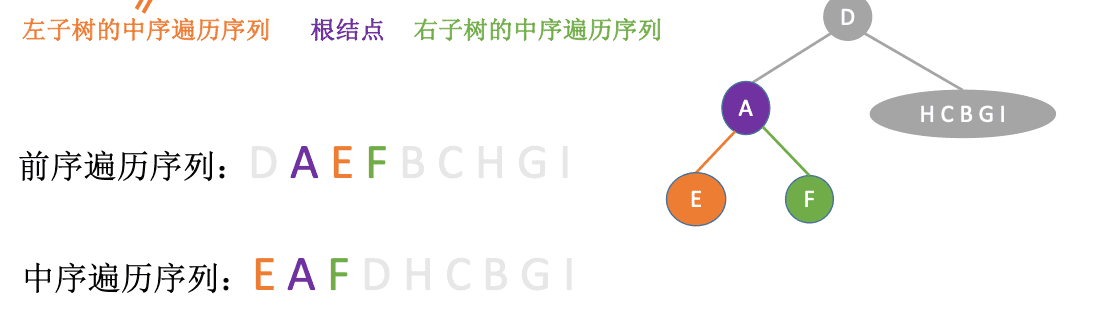 左子树的中序遍历序列 根结点 右子树的中序遍历序列
D
A
H C B G I
前序遍历序列： D A E F B C H G I
E F
中序遍历序列： E A F D H C B G I